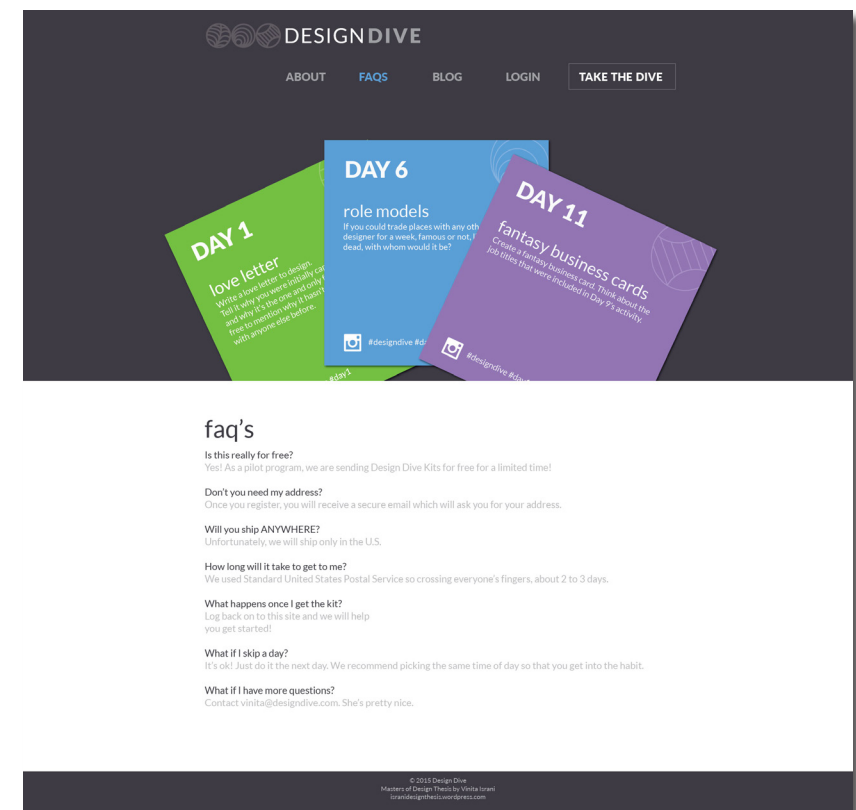 DESIGNDIVE
ABOUT FAQS BLOG LOGIN TAKE THE DIVE
DAY 1
love letter
Write a love letter to design.
Tell it why you were initially
and why it's the one and only
free to mention why it hasn't
with anyone else before.
#day1
DAY 6
role models
If you could trade places with any
designer for a week, famous or not,
dead, with whom would it be?
#designdive
DAY 11
fantasy business cards
Create a fantasy business card. Think about the
job titles that were included in Day 9's activity.
#designdive
faq's
Is this really for free?
Yes! As a pilot program, we are sending Design Dive Kits for free for a limited time!
Don't you need my address?
Once you register, you will receive a secure email which will ask you for your address.
Will you ship ANYWHERE?
Unfortunately, we will ship only in the U.S.
How long will it take to get to me?
We used Standard United States Postal Service so crossing everyone's fingers, about 2 to 3 days.
What happens once I get the kit?
Log back on to this site and we will help
you get started!
What if I skip a day?
It's ok! Just do it the next day. We recommend picking the same time of day so that you get into the habit.
What if I have more questions?
Contact vinita@designdive.com. She's pretty nice.
© 2015 Design Dive
Masters of Design Thesis by Vinita Israni
isranidesignthesis.wordpress.com